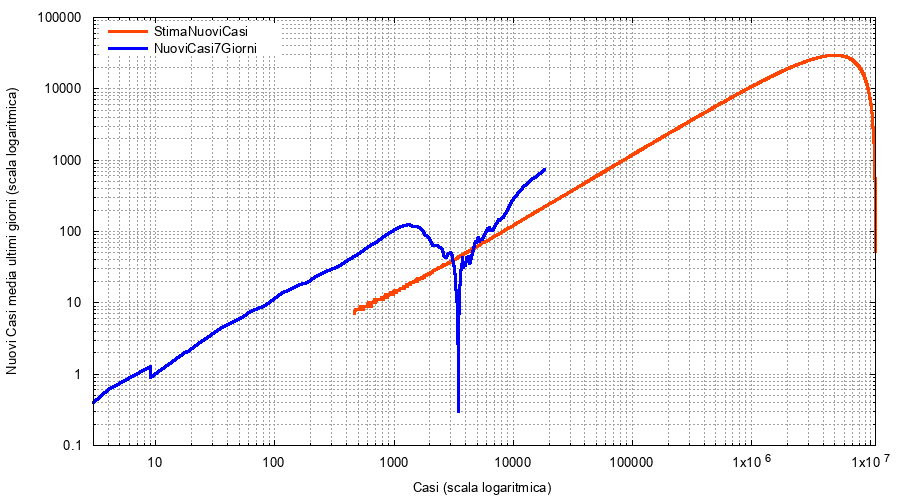 StimaNuoviCasi
NuoviCasi7Giorni
100000
10000
1000
100
10
1
0.1
Nuovi Casi media ultimi giorni (scala logaritmica)
10 100 1000 10000 100000 1x10 6 1x10 7
Casi (scala logaritmica)